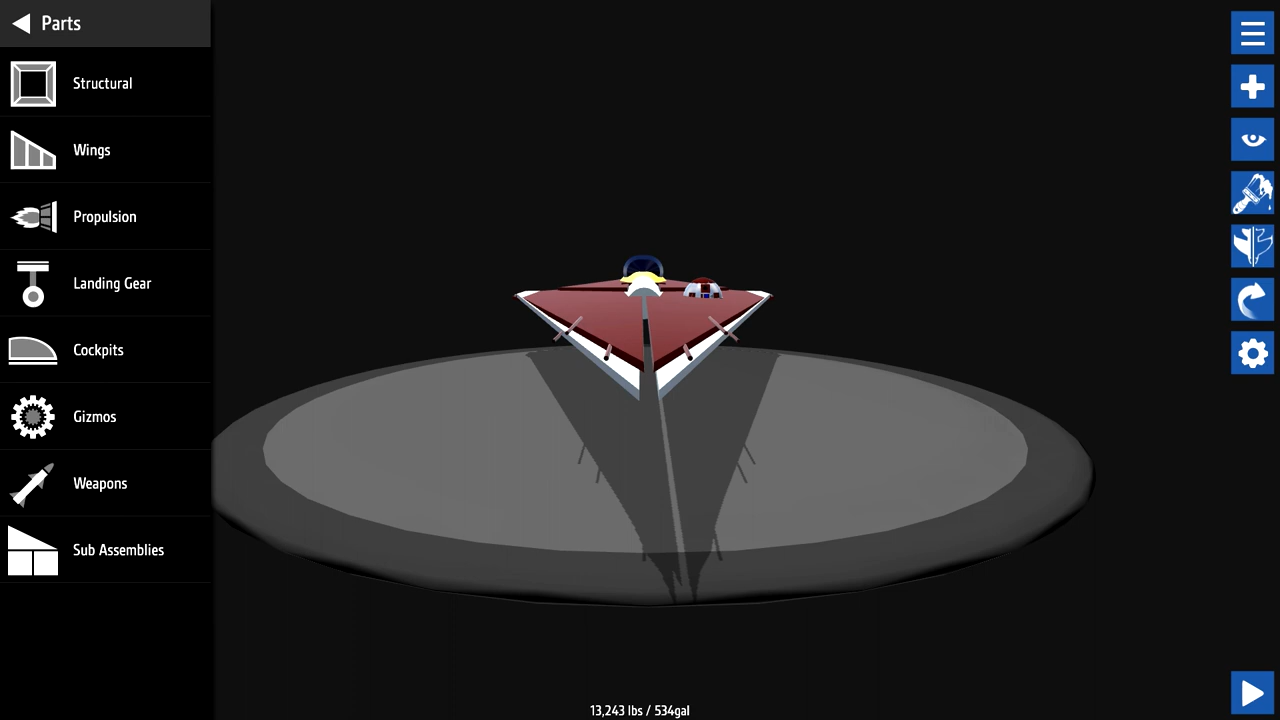 Parts
Structural
Wings
Propulsion
Landing Gear
Cockpits
Gizmos
Weapons
Sub Assemblies
13,243 lbs / 534gal